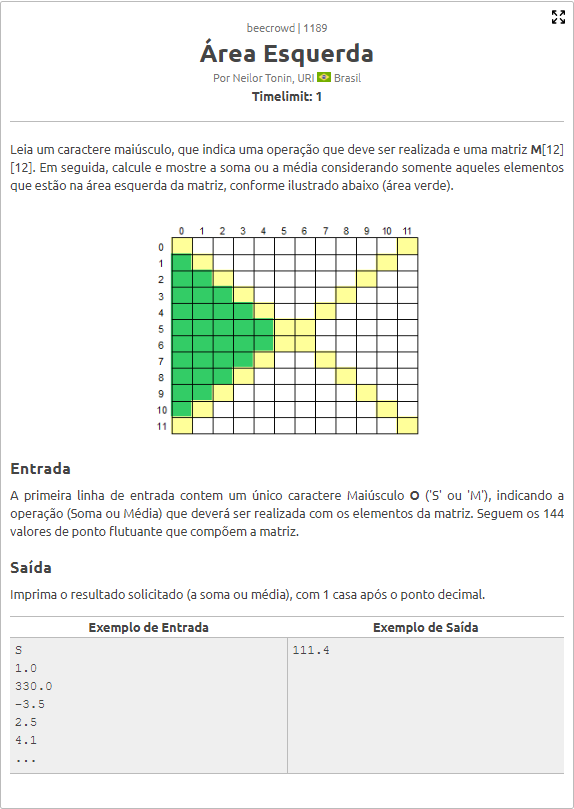 beecrowd | 1189
Área Esquerda
Por Neilor Tonin, URI Brasil
Timelimit: 1
Leia um caractere maiúsculo, que indica uma operação que deve ser realizada e uma matriz M[12]
[12]. Em seguida, calcule e mostre a soma ou a média considerando somente aqueles elementos
que estão na área esquerda da matriz, conforme ilustrado abaixo (área verde).
0 1 2 3 4 5 6 7 8 9 10 11
0
1
2
3
4
5
6
7
8
9
10
11
Entrada
A primeira linha de entrada contem um único caractere Maiúsculo O ('S' ou 'M'), indicando a
operação (Soma ou Média) que deverá ser realizada com os elementos da matriz. Seguem os 144
valores de ponto flutuante que compõem a matriz.
Saída
Imprima o resultado solicitado (a soma ou média), com 1 casa após o ponto decimal.
Exemplo de Entrada Exemplo de Saída
S 111.4
1.0
330.0
-3.5
2.5
4.1
...